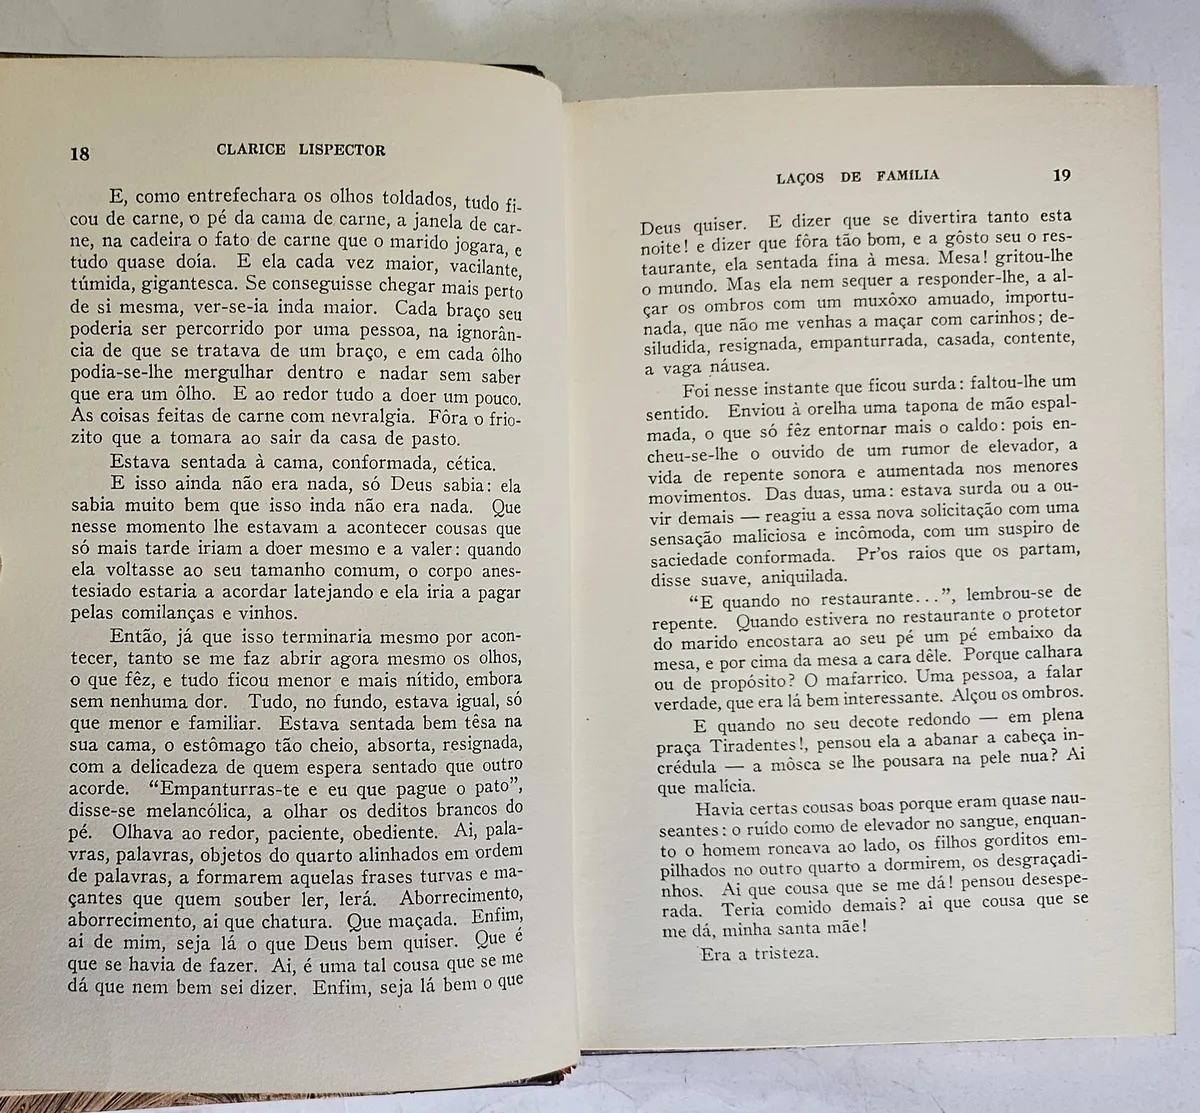 18
CLARICE LISPECTOR
E, como entrefechara os olhos toldados, tudo fi-
cou de carne, o pé da cama de carne, a janela de car-
ne, na cadeira o fato de carne que o marido jogara, e
tudo quase doía. E ela cada vez maior, vacilante,
túmida, gigantesca. Se conseguisse chegar mais perto
de si mesma, ver-se-ia inda maior. Cada braço seu
poderia ser percorrido por uma pessoa, na ignorân-
cia de que se tratava de um braço, e em cada ôlho
podia-se-lhe mergulhar dentro e nadar sem saber
que era um ôlho. E ao redor tudo a doer um pouco.
As coisas feitas de carne com nevralgia. Fôra o frio-
zito que a tomara ao sair da casa de pasto.
Estava sentada à cama, conformada, cética.
E isso ainda não era nada, só Deus sabia: ela
sabia muito bem que isso inda não era nada. Que
nesse momento lhe estavam a acontecer cousas que
só mais tarde iriam a doer mesmo e a valer: quando
ela voltasse ao seu tamanho comum, o corpo anes-
tesiado estaria a acordar latejando e ela iria a pagar
pelas comilanças e vinhos.
Então, já que isso terminaria mesmo por acon-
tecer, tanto se me faz abrir agora mesmo os olhos,
o que fêz, e tudo ficou menor e mais nítido, embora
sem nenhuma dor. Tudo, no fundo, estava igual, só
que menor e familiar. Estava sentada bem têsa na
sua cama, o estômago tão cheio, absorta, resignada,
com a delicadeza de quem espera sentado que outro
acorde. “Empanturras-te e eu que pague o pato”,
disse-se melancólica, a olhar os deditos brancos do
pé. Olhava ao redor, paciente, obediente. Ai, pala-
vras, palavras, objetos do quarto alinhados em ordem
de palavras, a formarem aquelas frases turvas e ma-
çantes que quem souber ler, lerá. Aborrecimento,
aborrecimento, ai que chatura. Que maçada. Enfim,
ai de mim, seja lá o que Deus bem quiser. Que é
que se havia de fazer. Ai, é uma tal cousa que se me
dá que nem bem sei dizer. Enfim, seja lá bem o que
LAÇOS DE FAMÍLIA
19
Deus quiser. E dizer que se divertira tanto esta
noite! e dizer que fôra tão bom, e a gôsto seu o res-
taurante, ela sentada fina à mesa. Mesa! gritou-lhe
o mundo. Mas ela nem sequer a responder-lhe, a al-
çar os ombros com um muxôxo amuado, importu-
nada, que não me venhas a maçar com carinhos; de-
siludida, resignada, empanturrada, casada, contente,
a vaga náusea.
Foi nesse instante que ficou surda: faltou-lhe um
sentido. Enviou à orelha uma tapona de mão espal-
mada, o que só fêz entornar mais o caldo: pois en-
cheu-se-lhe o ouvido de um rumor de elevador, a
vida de repente sonora e aumentada nos menores
movimentos. Das duas, uma: estava surda ou a ou-
vir demais — reagiu a essa nova solicitação com uma
sensação maliciosa e incômoda, com um suspiro de
saciedade conformada. Pr'os raios que os partam,
disse suave, aniquilada.
“E quando no restaurante...”, lembrou-se de
repente. Quando estivera no restaurante o protetor
do marido encostara ao seu pé um pé embaixo da
mesa, e por cima da mesa a cara dêle. Porque calhara
ou de propósito? O mafarrico. Uma pessoa, a falar
verdade, que era lá bem interessante. Alçou os ombros.
E quando no seu decote redondo — em plena
praça Tiradentes!, pensou ela a abanar a cabeça in-
crédula — a môsca se lhe pousara na pele nua? Ai
que malícia.
Havia certas cousas boas porque eram quase nau-
seantes: o ruído como de elevador no sangue, enquan-
to o homem roncava ao lado, os filhos gorditos em-
pilhados no outro quarto a dormirem, os desgraçadi-
nhos. Ai que cousa que se me dá! pensou desespe-
rada. Teria comido demais? ai que cousa que se
me dá, minha santa mãe!
Era a tristeza.